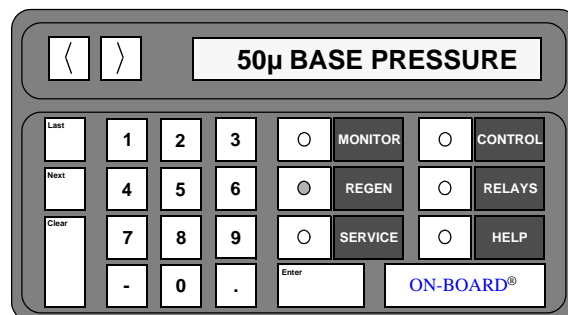 〈 〉 50µ BASE PRESSURE
Last 1 2 3 MONITOR CONTROL
Next 4 5 6 REGEN RELAYS
Clear 7 8 9 SERVICE HELP
- 0 . Enter ON-BOARD®